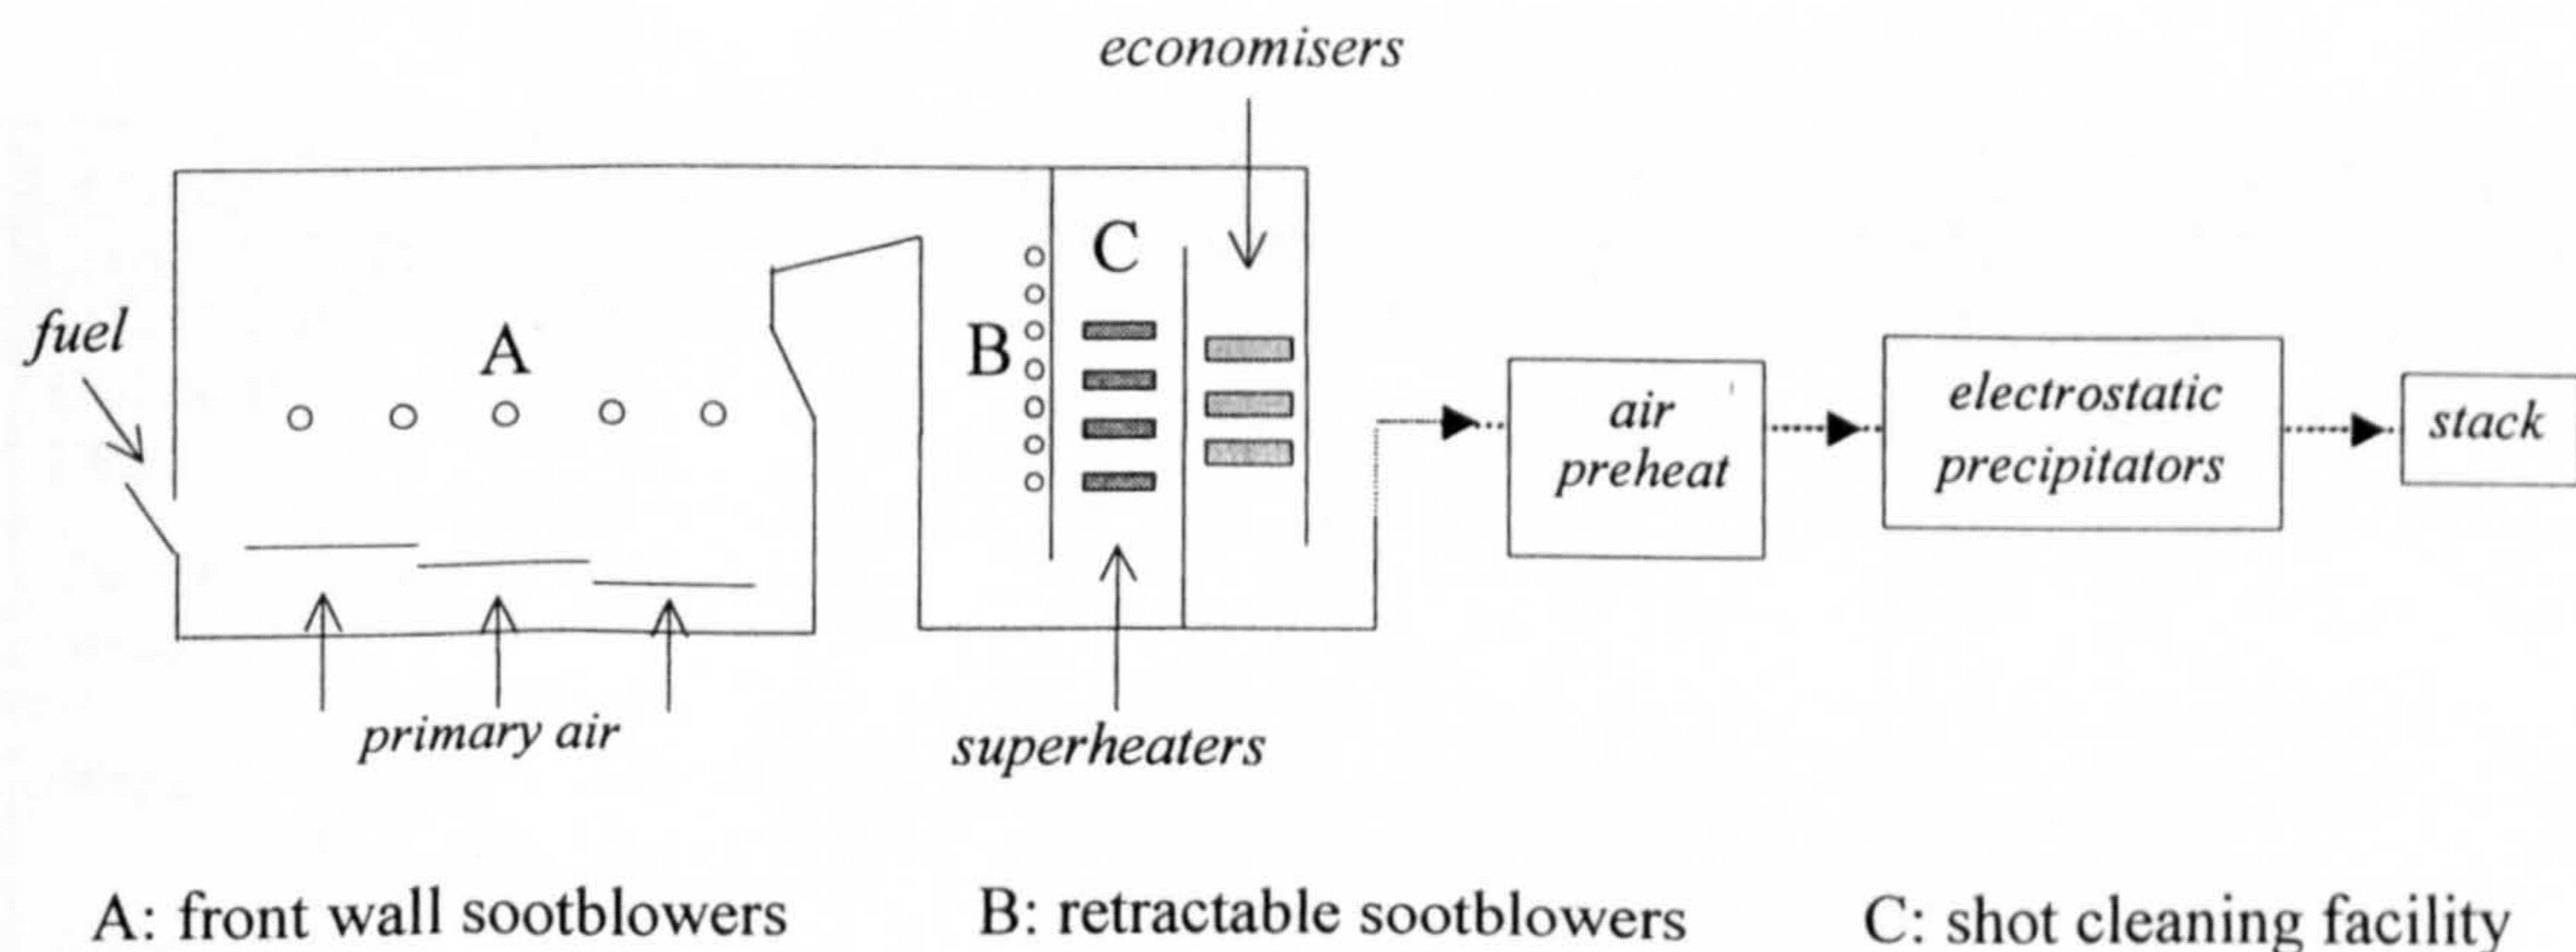 economisers
fuel
A
B
C
air
preheat
electrostatic
precipitators
stack
primary air
superheaters
A: front wall sootblowers
B: retractable sootblowers
C: shot cleaning facility